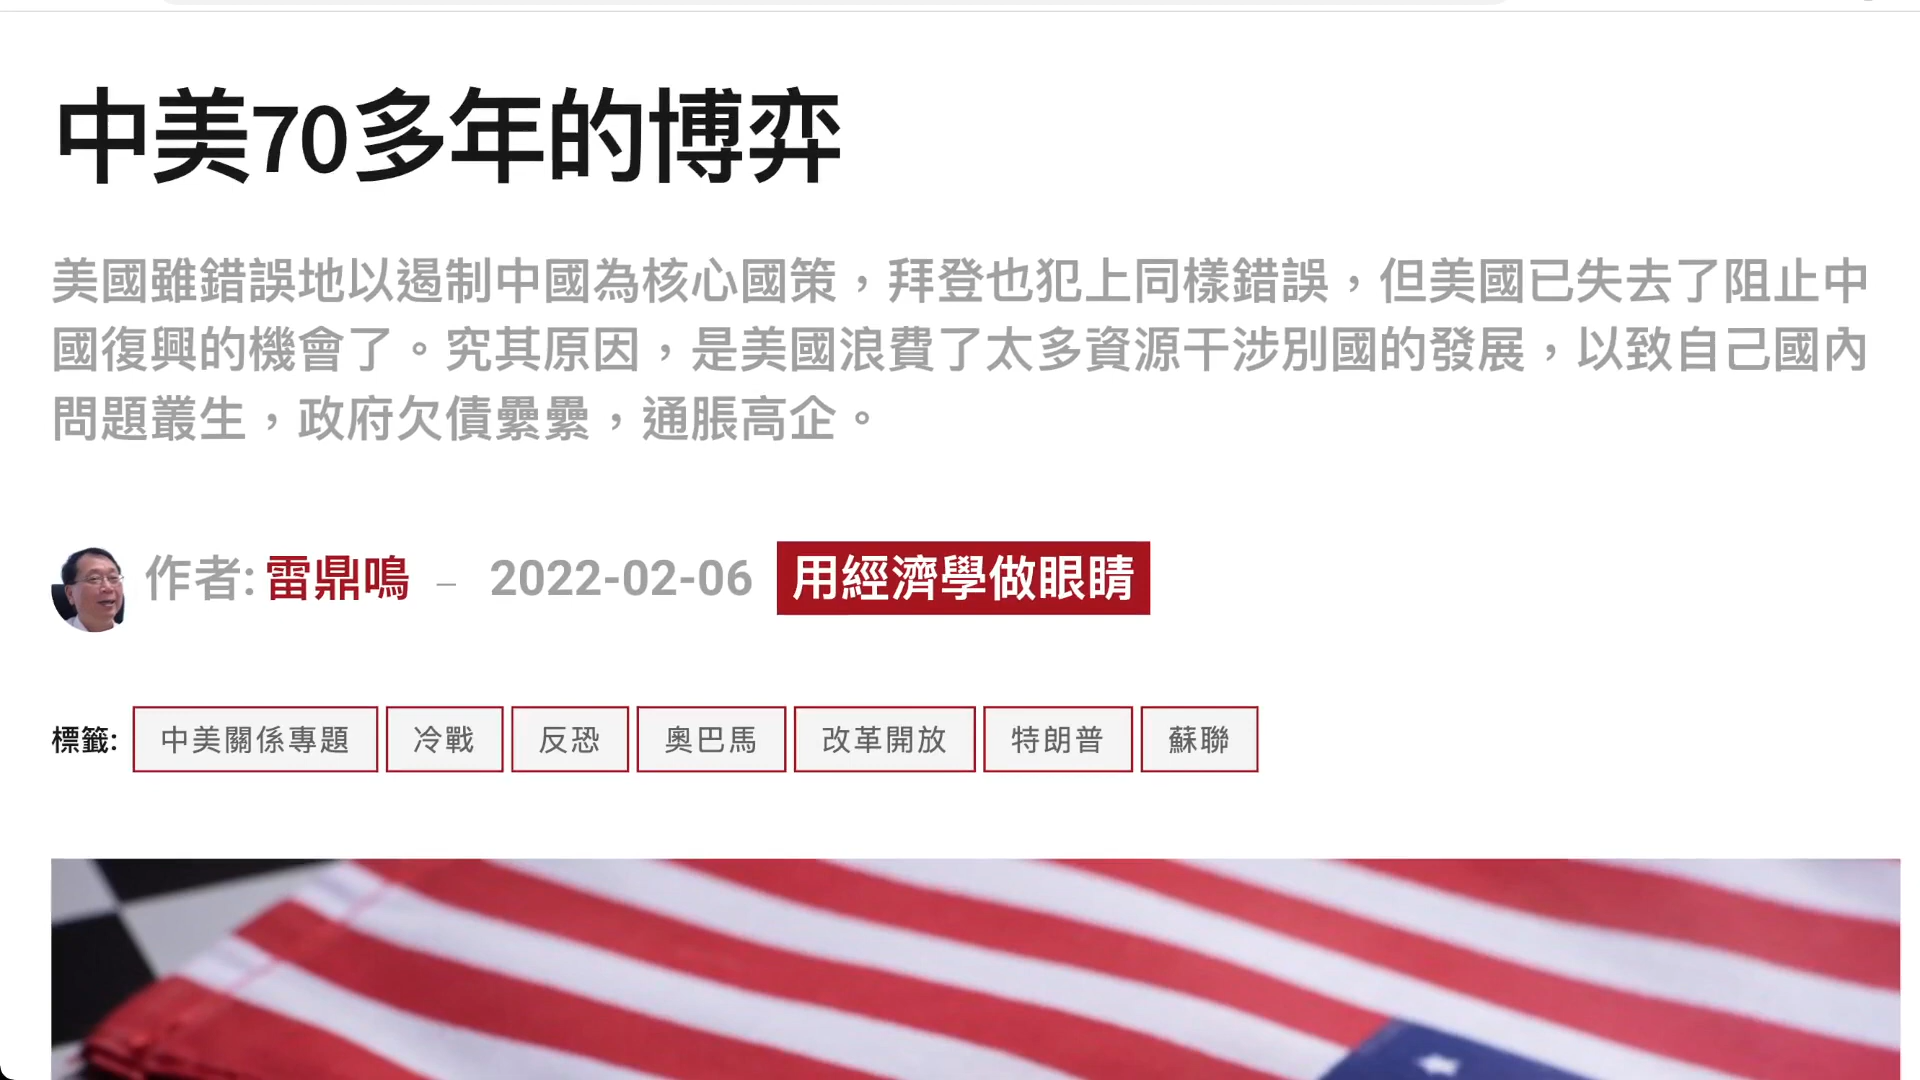 中美70多年的博弈
美國雖錯誤地以遏制中國為核心國策，拜登也犯上同樣錯誤，但美國已失去了阻止中
國復興的機會了。究其原因，是美國浪費了太多資源干涉別國的發展，以致自己國內
問題叢生，政府欠債纍纍，通脹高企。
作者: 雷鼎鳴 – 2022-02-06 用經濟學做眼睛
標籤: 中美關係專題 冷戰 反恐 奧巴馬 改革開放 特朗普 蘇聯